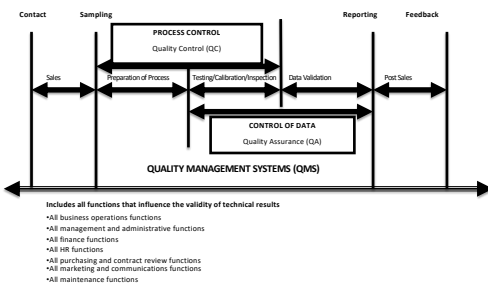 Contact Sampling Reporting Feedback
PROCESS CONTROL
Quality Control (QC)
Sales Preparation of Process Testing/Calibration/Inspection Data Validation Post Sales
CONTROL OF DATA
Quality Assurance (QA)
QUALITY MANAGEMENT SYSTEMS (QMS)
Includes all functions that influence the validity of technical results
•All business operations functions
•All management and administrative functions
•All finance functions
•All HR functions
•All purchasing and contract review functions
•All marketing and communications functions
•All maintenance functions